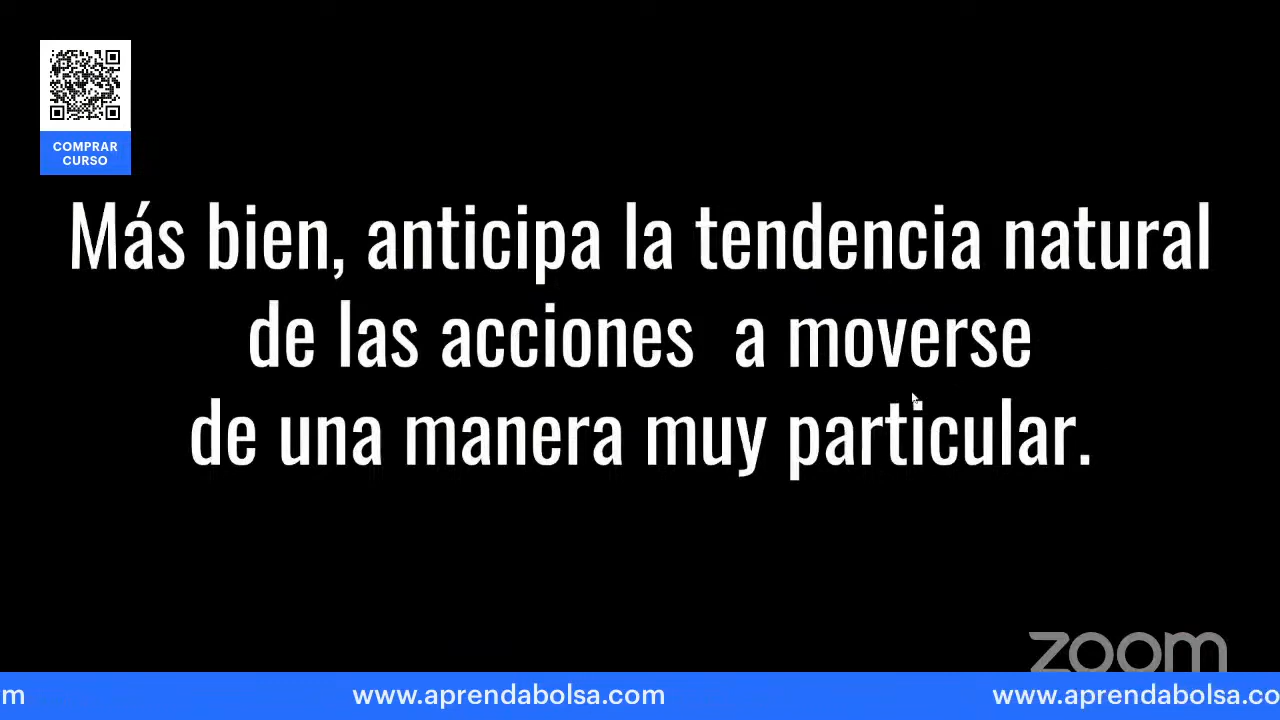 COMPRAR
CURSO
Más bien, anticipa la tendencia natural
de las acciones a moverse
de una manera muy particular.
zoom
m www.aprendabolsa.com www.aprendabolsa.co